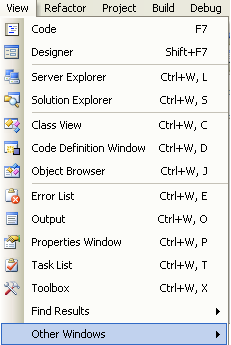 View Refactor Project Build Debug
Code F7
Designer Shift+F7
Server Explorer Ctrl+W, L
Solution Explorer Ctrl+W, S
Class View Ctrl+W, C
Code Definition Window Ctrl+W, D
Object Browser Ctrl+W, J
Error List Ctrl+W, E
Output Ctrl+W, O
Properties Window Ctrl+W, P
Task List Ctrl+W, T
Toolbox Ctrl+W, X
Find Results
Other Windows